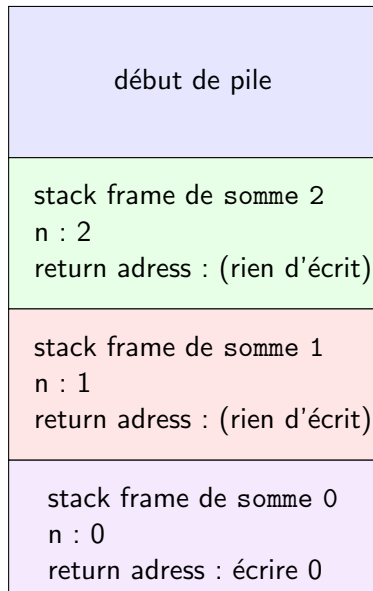 début de pile
stack frame de somme 2
n : 2
return adress : (rien d'écrit)
stack frame de somme 1
n : 1
return adress : (rien d'écrit)
stack frame de somme 0
n : 0
return adress : écrire 0